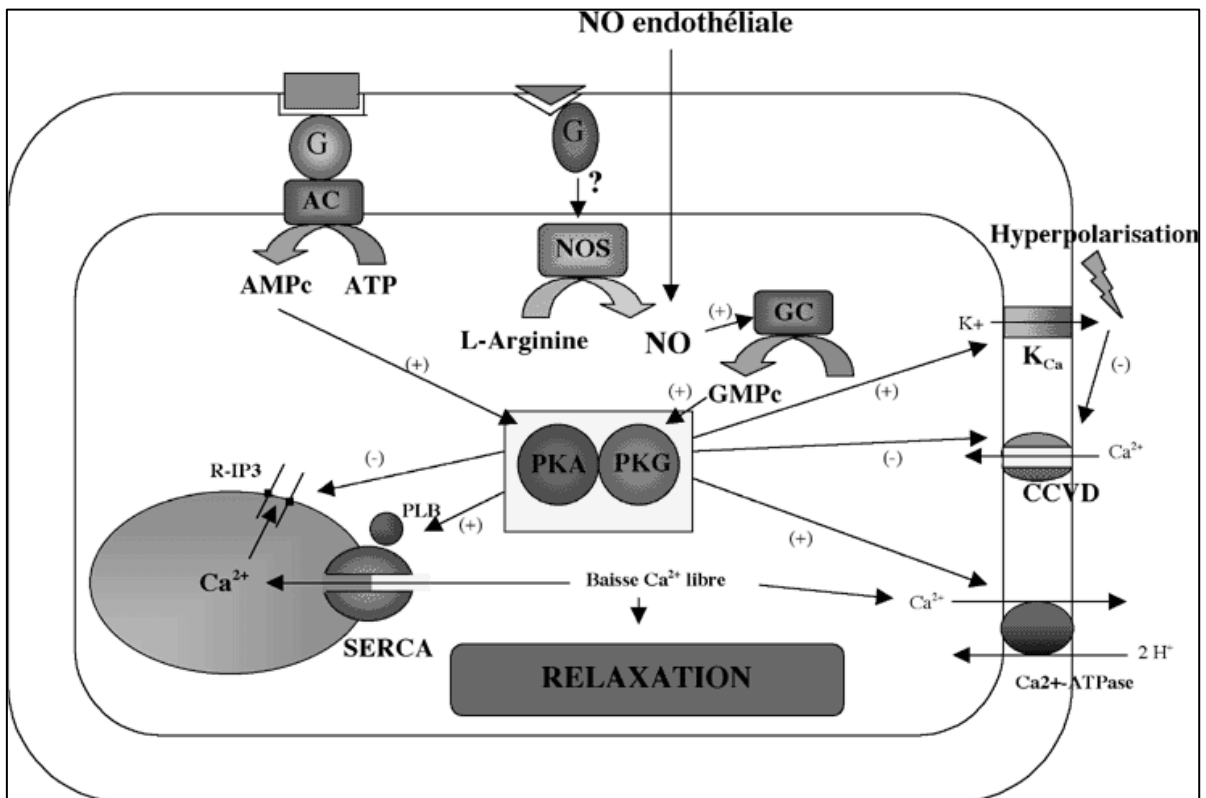 NO endothéliale
G
G
?
AC
NOS
Hyperpolarisation
AMPc
ATP
L-Arginine
NO
(+)
GC
K+
K_Ca
(-)
(+)
(+)
GMPc
(+)
PKA
PKG
(-)
(-)
Ca²⁺
CCVD
R-IP3
PLB
(+)
(+)
Ca²⁺
Baisse Ca²⁺ libre
Ca²⁺
SERCA
2 H⁺
RELAXATION
Ca2+-ATPase